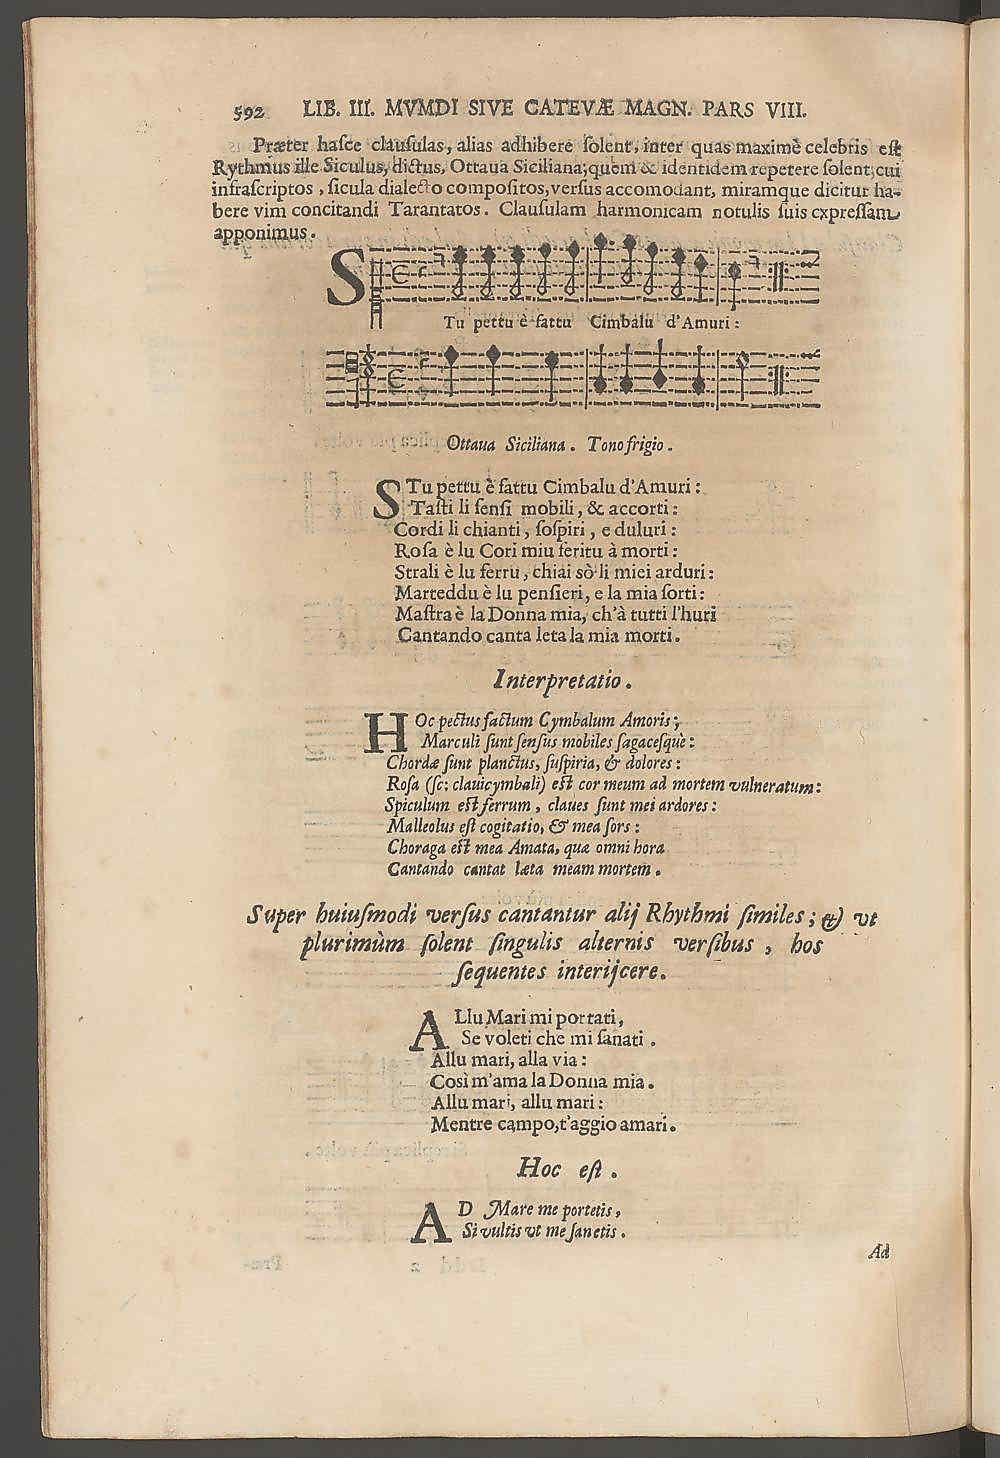 592 LIB. III. MVMDI SIVE CATEVÆ MAGN. PARS VIII.
Præter hasce clausulas, alias adhibere solent, inter quas maximè celebris est
Rythmus ille Siculus, dictus, Ottaua Siciliana; quem & identidem repetere solent; cui
infrascriptos, sicula dialecto compositos, versus accomodant, miramque dicitur ha-
bere vim concitandi Tarantatos. Clausulam harmonicam notulis suis expressam
apponimus.
S
Tu pettu è fattu Cimbalu d'Amuri:
Ottaua Siciliana. Tono frigio.
STu pettu è fattu Cimbalu d'Amuri:
Tasti li sensi mobili, & accorti:
Cordi li chianti, sospiri, e duluri:
Rosa è lu Cori miu feritu à morti:
Strali è lu ferru, chiai sò li miei arduri:
Marteddu è lu pensieri, e la mia sorti:
Mastra è la Donna mia, ch'à tutti l'huri
Cantando canta leta la mia morti.
Interpretatio.
HOc pectus factum Cymbalum Amoris;
Marculi sunt sensus mobiles sagacesquè:
Chordæ sunt planctus, suspiria, & dolores:
Rosa (sc: clauicymbali) est cor meum ad mortem vulneratum:
Spiculum est ferrum, claues sunt mei ardores:
Malleolus est cogitatio, & mea sors:
Choraga est mea Amata, quæ omni hora
Cantando cantat læta meam mortem.
Super huiusmodi versus cantantur alij Rhythmi similes; & vt
plurimùm solent singulis alternis versibus, hos
sequentes interijcere.
ALlu Mari mi portati,
Se voleti che mi sanati.
Allu mari, alla via:
Così m'ama la Donna mia.
Allu mari, allu mari:
Mentre campo, t'aggio amari.
Hoc est.
AD Mare me portetis,
Si vultis vt me sanetis.
Ad